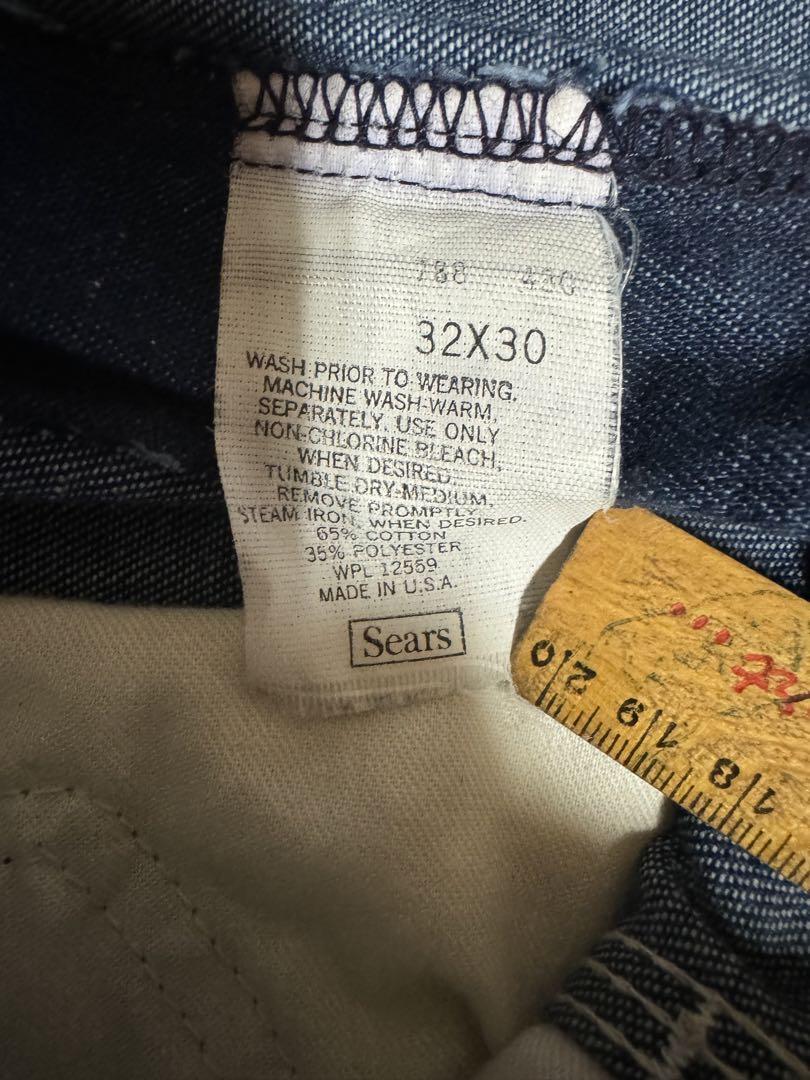 188
32X30
WASH PRIOR TO WEARING.
MACHINE WASH-WARM,
SEPARATELY. USE ONLY
NON-CHLORINE BLEACH,
WHEN DESIRED.
TUMBLE DRY-MEDIUM,
REMOVE PROMPTLY
STEAM IRON, WHEN DESIRED.
65% COTTON
35% POLYESTER
WPL 12559
MADE IN U.S.A.
Sears
20 19 18